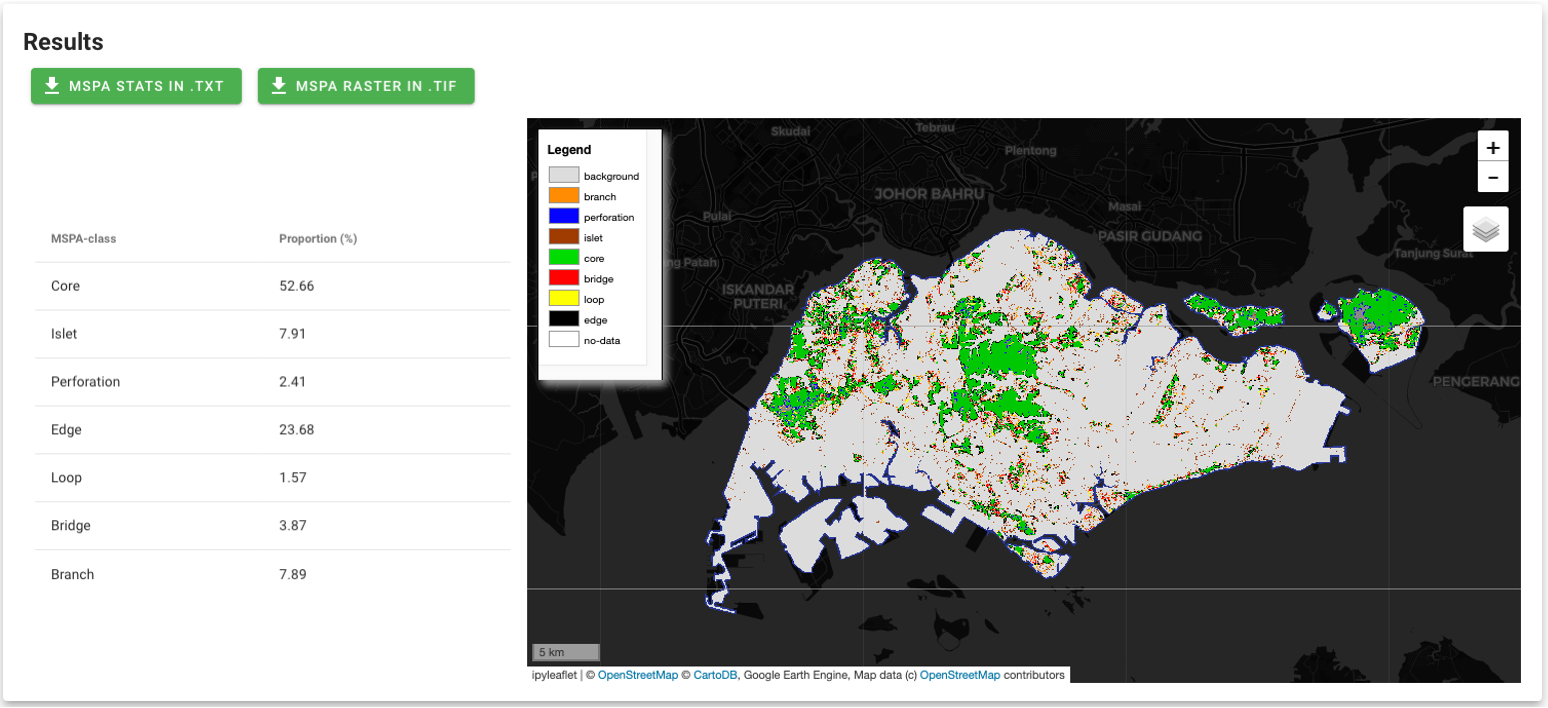 Results
MSPA STATS IN .TXT
MSPA RASTER IN .TIF
MSPA-class Proportion (%)
Core 52.66
Islet 7.91
Perforation 2.41
Edge 23.68
Loop 1.57
Bridge 3.87
Branch 7.89
Legend
background
branch
perforation
islet
core
bridge
loop
edge
no-data
Skudai
Tebrau
Plentong
JOHOR BAHRU
Masai
Pulai
PASIR GUDANG
ng Patah
Tanjung Surat
ISKANDAR
PUTERI
PENGERANG
+
−
5 km
ipyleaflet | © OpenStreetMap © CartoDB, Google Earth Engine, Map data (c) OpenStreetMap contributors